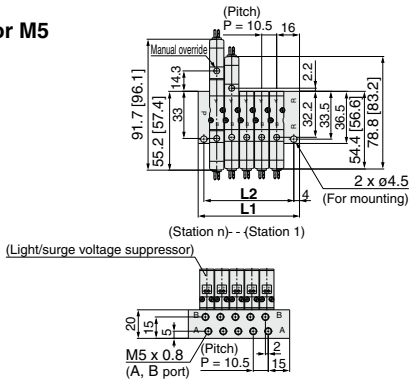 or M5
(Pitch)
P = 10.5
16
Manual override
14.3
2.2
91.7 [96.1]
55.2 [57.4]
33
32.2
33.5
36.5
54.4 [56.6]
78.8 [83.2]
P
R
R
L2
4
L1
2 x ø4.5
(For mounting)
(Station n)- - (Station 1)
(Light/surge voltage suppressor)
20
15
5
B
B
A
A
M5 x 0.8
(A, B port)
(Pitch)
P = 10.5
2
15